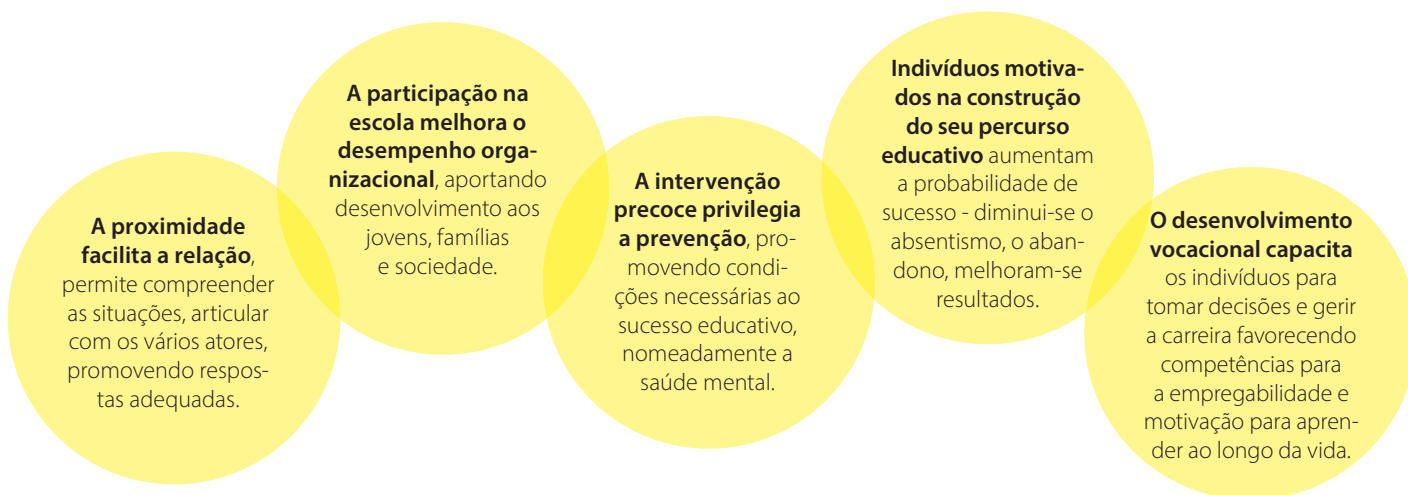 A proximidade
facilita a relação,
permite compreender
as situações, articular
com os vários atores,
promovendo respos-
tas adequadas.
A participação na
escola melhora o
desempenho orga-
nizacional, aportando
desenvolvimento aos
jovens, famílias
e sociedade.
A intervenção
precoce privilegia
a prevenção, pro-
movendo condi-
ções necessárias ao
sucesso educativo,
nomeadamente a
saúde mental.
Indivíduos motiva-
dos na construção
do seu percurso
educativo aumentam
a probabilidade de
sucesso - diminui-se o
absentismo, o aban-
dono, melhoram-se
resultados.
O desenvolvimento
vocacional capacita
os indivíduos para
tomar decisões e gerir
a carreira favorecendo
competências para
a empregabilidade e
motivação para apren-
der ao longo da vida.